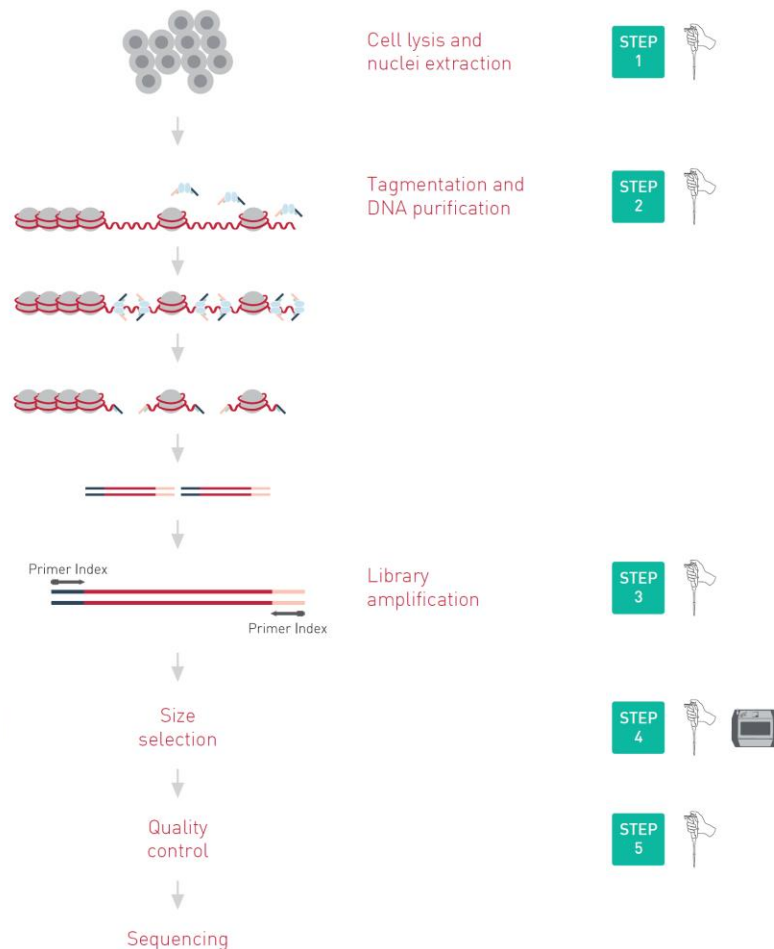 Cell lysis and
nuclei extraction
STEP
1
Tagmentation and
DNA purification
STEP
2
Primer Index
Primer Index
Library
amplification
STEP
3
Size
selection
STEP
4
Quality
control
STEP
5
Sequencing